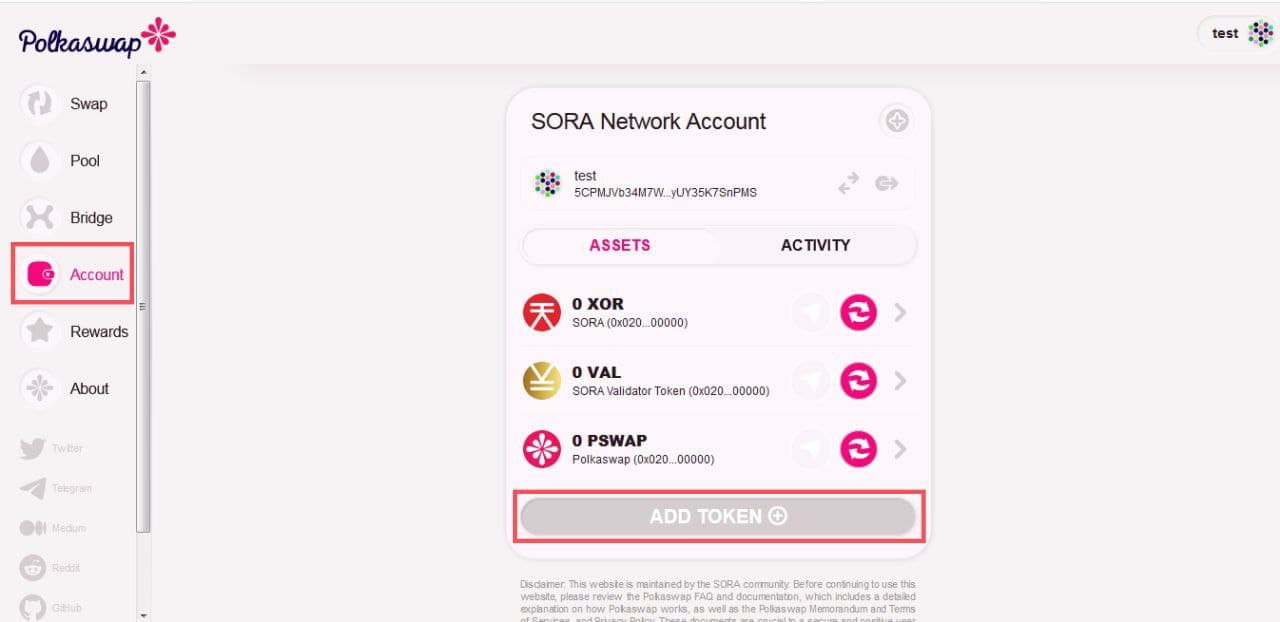 Polkaswap
test
Swap
Pool
Bridge
Account
Rewards
About
Twitter
Telegram
Medium
Reddit
GitHub
SORA Network Account
test
5CPMJVb34M7W...yUY35K7SnPMS
ASSETS
ACTIVITY
0 XOR
SORA (0x020...00000)
0 VAL
SORA Validator Token (0x020...00000)
0 PSWAP
Polkaswap (0x020...00000)
ADD TOKEN
Disclaimer: This website is maintained by the SORA community. Before continuing to use this
website, please review the Polkaswap FAQ and documentation, which includes a detailed
explanation on how Polkaswap works, as well as the Polkaswap Memorandum and Terms
of Services, and Privacy Policy. These documents are crucial to a secure and positive user